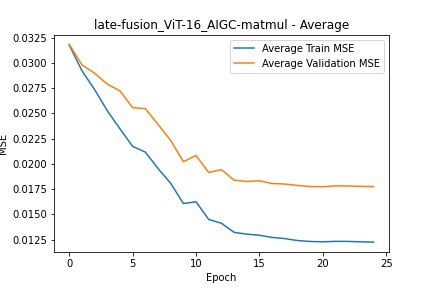 late-fusion_ViT-16_AIGC-matmul - Average
Average Train MSE
Average Validation MSE
0.0325
0.0300
0.0275
0.0250
0.0225
0.0200
0.0175
0.0150
0.0125
MSE
0 5 10 15 20 25
Epoch